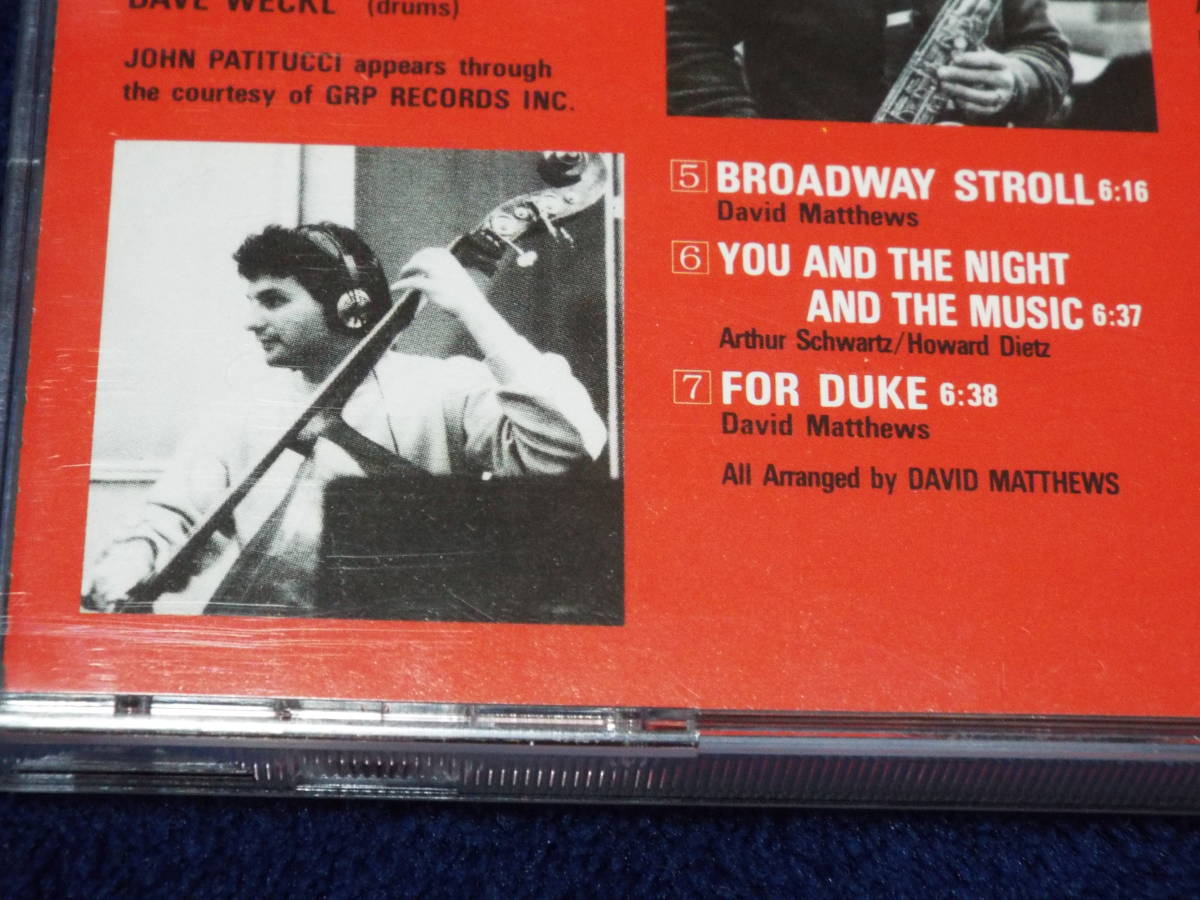 DAVE WECKL (drums)
JOHN PATITUCCI appears through
the courtesy of GRP RECORDS INC.
5 BROADWAY STROLL 6:16
David Matthews
6 YOU AND THE NIGHT
AND THE MUSIC 6:37
Arthur Schwartz/Howard Dietz
7 FOR DUKE 6:38
David Matthews
All Arranged by DAVID MATTHEWS